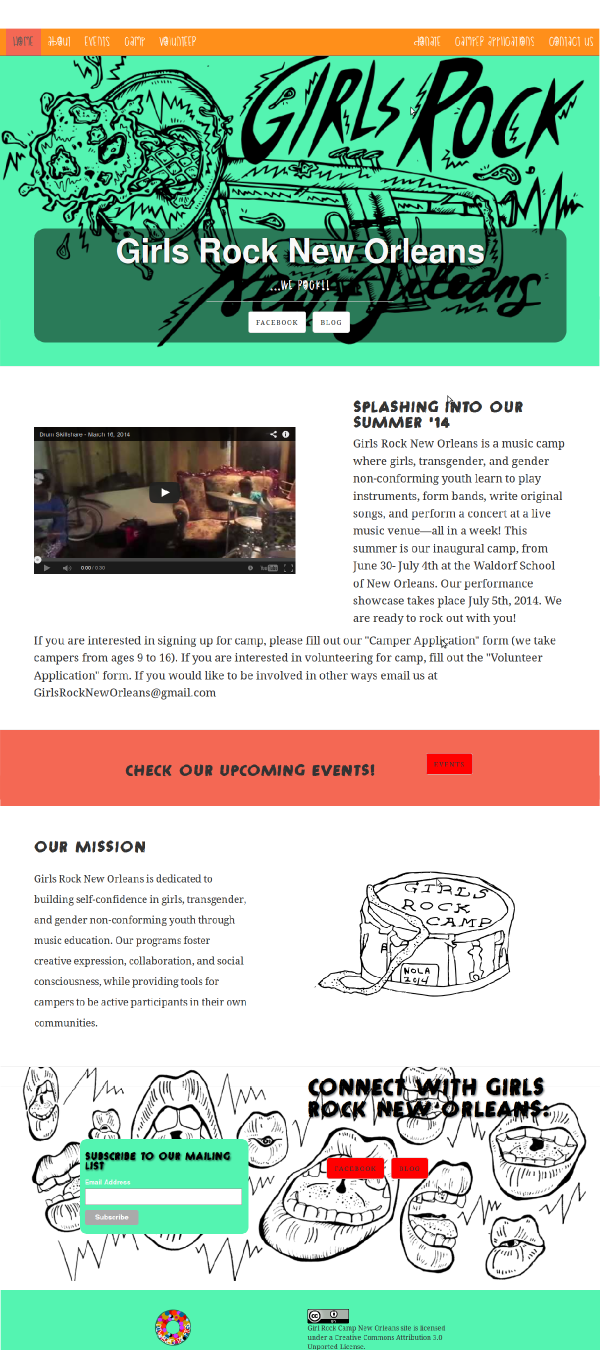 HOME about EVENTS CAMP VOLUNTEER DONATE CAMPER APPLICATIONS CONTACT US
GIRLS ROCK
New Orleans
Girls Rock New Orleans
...WE ROCK!!
FACEBOOK BLOG
Drum Skillshare - March 16, 2014
0:00 / 0:30
SPLASHING INTO OUR
SUMMER '14
Girls Rock New Orleans is a music camp
where girls, transgender, and gender
non-conforming youth learn to play
instruments, form bands, write original
songs, and perform a concert at a live
music venue—all in a week! This
summer is our inaugural camp, from
June 30- July 4th at the Waldorf School
of New Orleans. Our performance
showcase takes place July 5th, 2014. We
are ready to rock out with you!
If you are interested in signing up for camp, please fill out our "Camper Application" form (we take
campers from ages 9 to 16). If you are interested in volunteering for camp, fill out the "Volunteer
Application" form. If you would like to be involved in other ways email us at
GirlsRockNewOrleans@gmail.com
CHECK OUR UPCOMING EVENTS!
EVENTS
OUR MISSION
Girls Rock New Orleans is dedicated to
building self-confidence in girls, transgender,
and gender non-conforming youth through
music education. Our programs foster
creative expression, collaboration, and social
consciousness, while providing tools for
campers to be active participants in their own
communities.
GIRLS
ROCK
CAMP
NOLA
2014
CONNECT WITH GIRLS
ROCK NEW ORLEANS:
FACEBOOK BLOG
SUBSCRIBE TO OUR MAILING
LIST
Email Address
Subscribe
Girl Rock Camp New Orleans site is licensed
under a Creative Commons Attribution 3.0
Unported License.